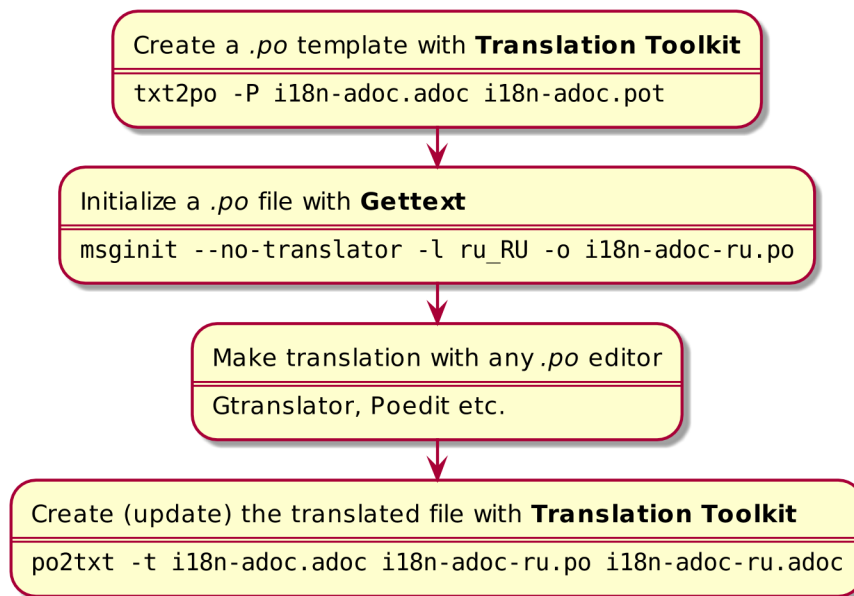 Create a .po template with Translation Toolkit
txt2po -P i18n-adoc.adoc i18n-adoc.pot
Initialize a .po file with Gettext
msginit --no-translator -l ru_RU -o i18n-adoc-ru.po
Make translation with any .po editor
Gtranslator, Poedit etc.
Create (update) the translated file with Translation Toolkit
po2txt -t i18n-adoc.adoc i18n-adoc-ru.po i18n-adoc-ru.adoc